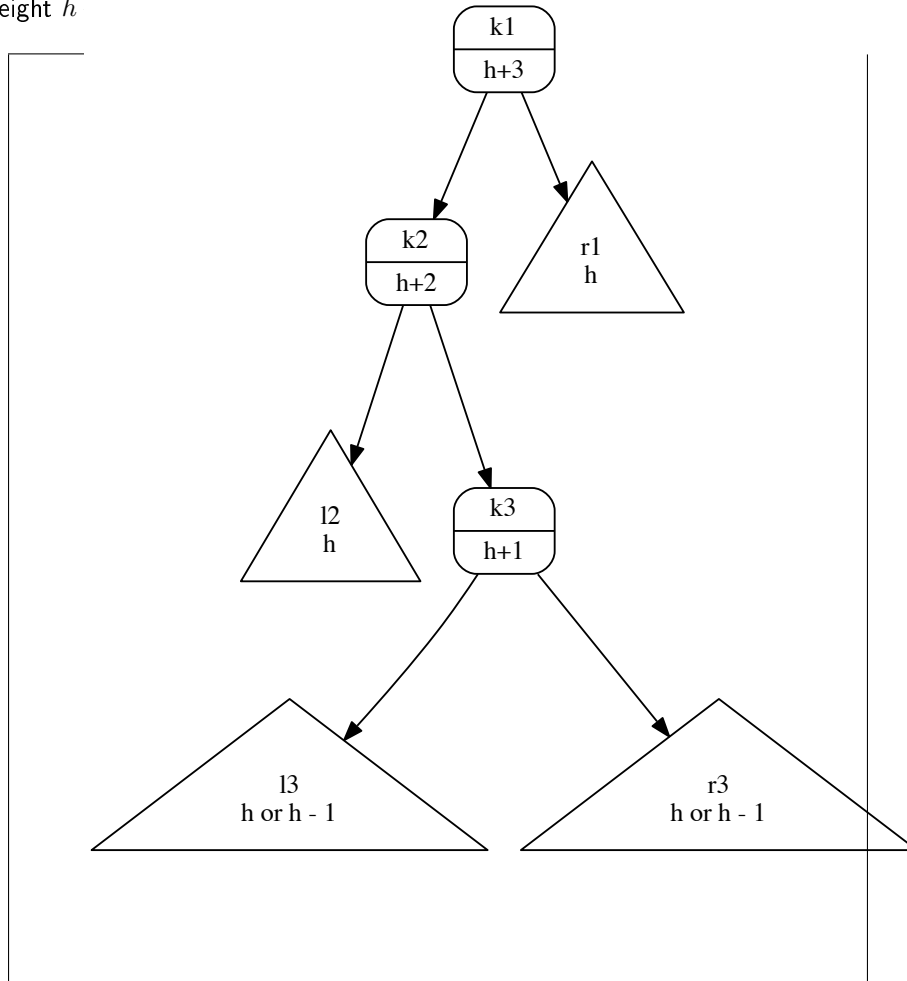 eight h
k1
h+3
k2
h+2
r1
h
l2
h
k3
h+1
l3
h or h - 1
r3
h or h - 1